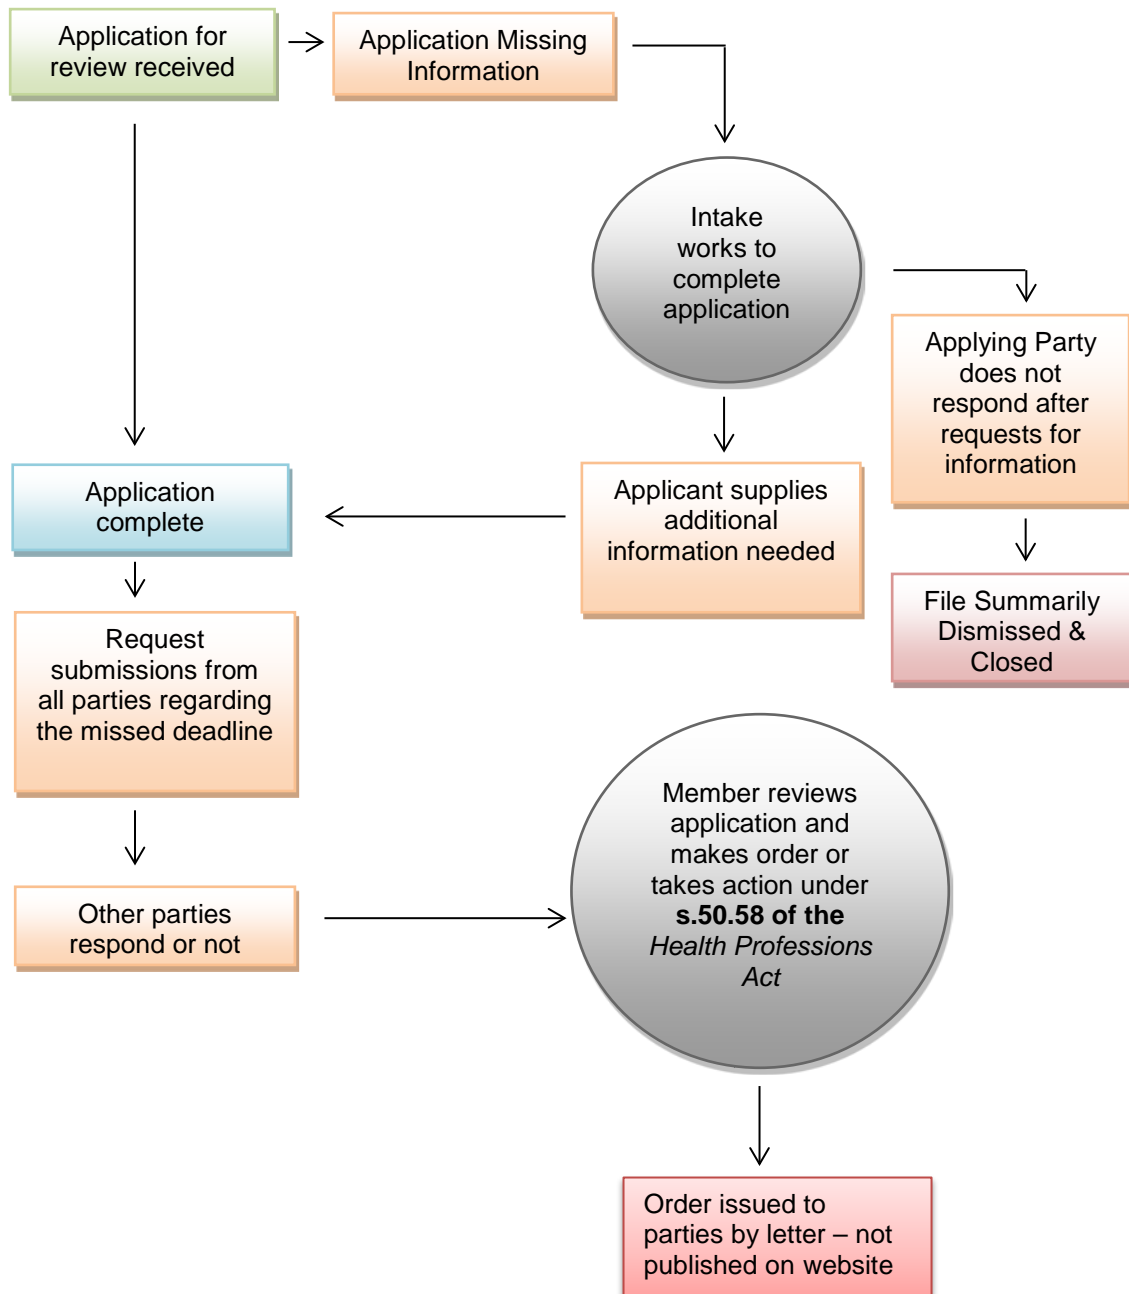 Application for
review received
Application Missing
Information
Intake
works to
complete
application
Applying Party
does not
respond after
requests for
information
Application
complete
Applicant supplies
additional
information needed
File Summarily
Dismissed &
Closed
Request
submissions from
all parties regarding
the missed deadline
Member reviews
application and
makes order or
takes action under
s.50.58 of the
Health Professions
Act
Other parties
respond or not
Order issued to
parties by letter – not
published on website